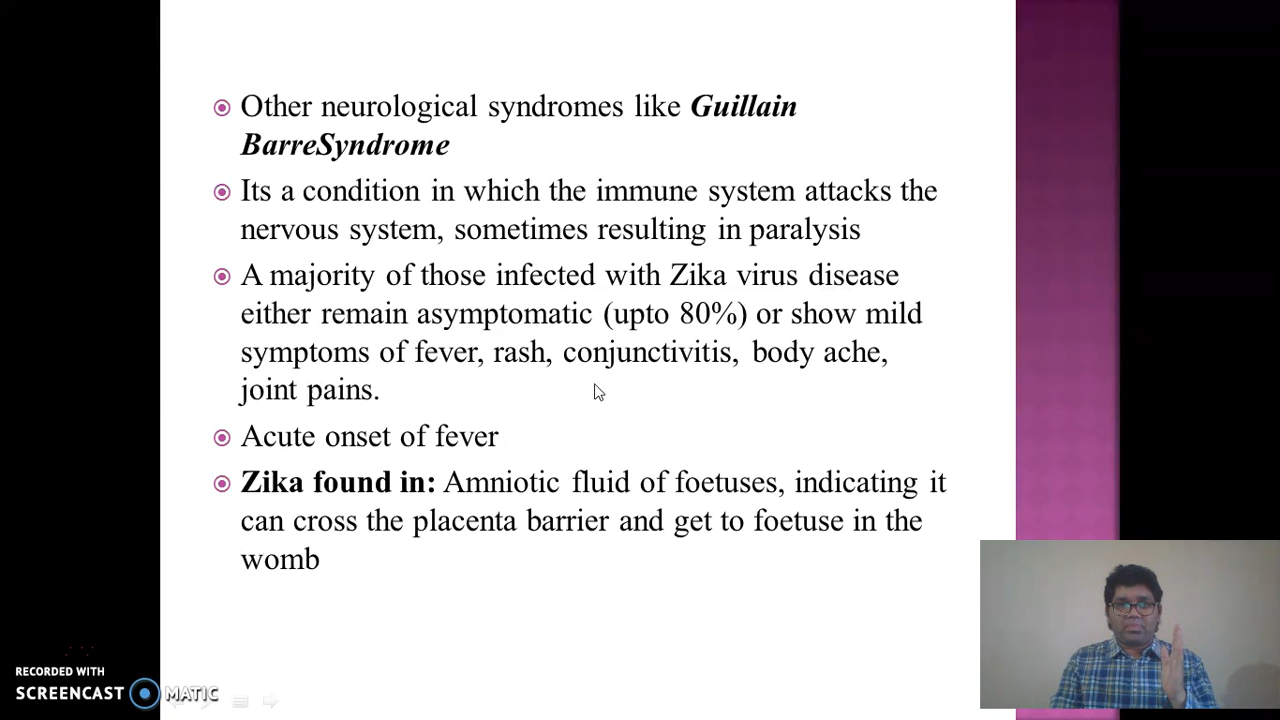 Other neurological syndromes like Guillain
BarreSyndrome
Its a condition in which the immune system attacks the
nervous system, sometimes resulting in paralysis
A majority of those infected with Zika virus disease
either remain asymptomatic (upto 80%) or show mild
symptoms of fever, rash, conjunctivitis, body ache,
joint pains.
Acute onset of fever
Zika found in: Amniotic fluid of foetuses, indicating it
can cross the placenta barrier and get to foetuse in the
womb
RECORDED WITH
SCREENCAST MATIC